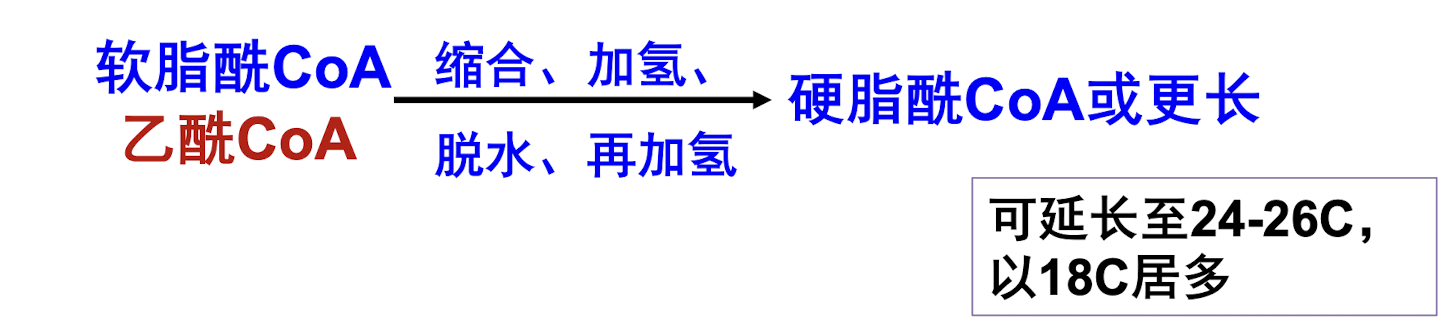 软脂酰CoA
乙酰CoA
缩合、加氢、
脱水、再加氢
硬脂酰CoA或更长
可延长至24-26C，
以18C居多